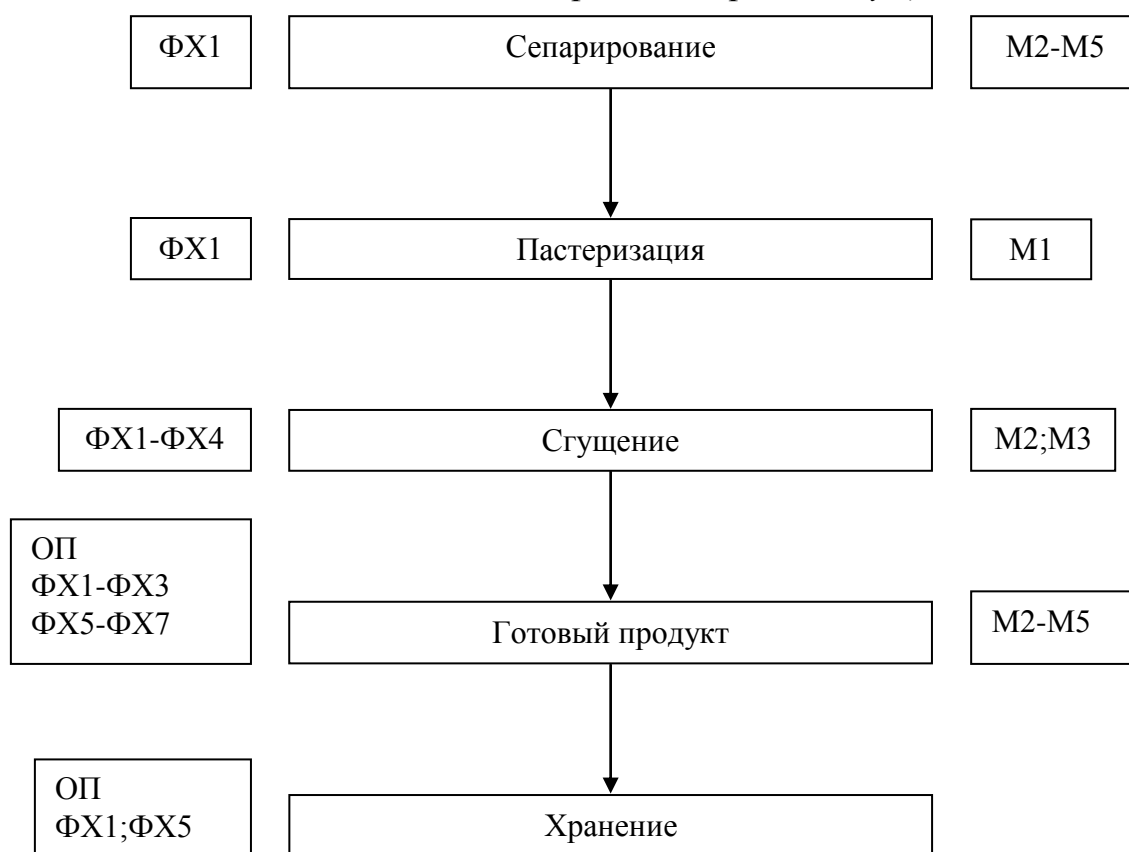 ФХ1
Сепарирование
М2-М5
ФХ1
Пастеризация
М1
ФХ1-ФХ4
Сгущение
М2;М3
ОП
ФХ1-ФХ3
ФХ5-ФХ7
Готовый продукт
М2-М5
ОП
ФХ1;ФХ5
Хранение